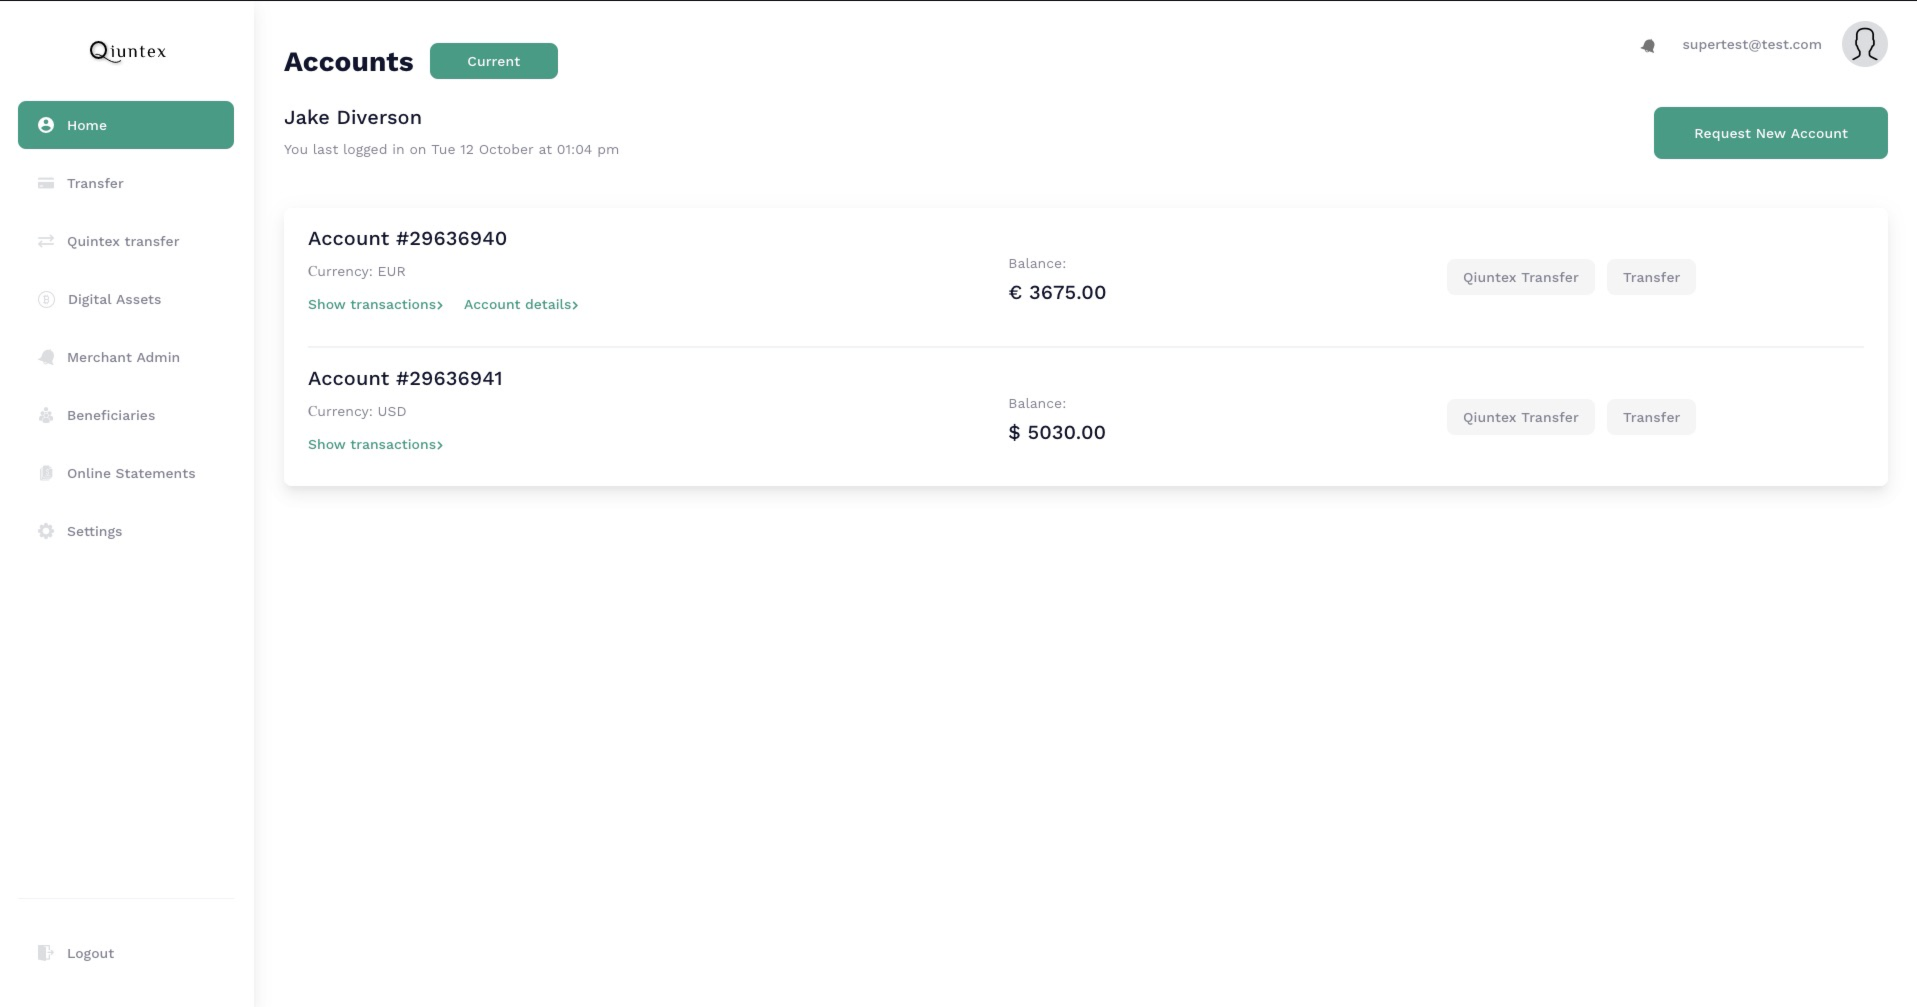 Qiuntex
Home
Transfer
Quintex transfer
Digital Assets
Merchant Admin
Beneficiaries
Online Statements
Settings
Logout
Accounts
Current
supertest@test.com
Jake Diverson
You last logged in on Tue 12 October at 01:04 pm
Request New Account
Account #29636940
Currency: EUR
Show transactions› Account details›
Balance:
€ 3675.00
Qiuntex Transfer
Transfer
Account #29636941
Currency: USD
Show transactions›
Balance:
$ 5030.00
Qiuntex Transfer
Transfer